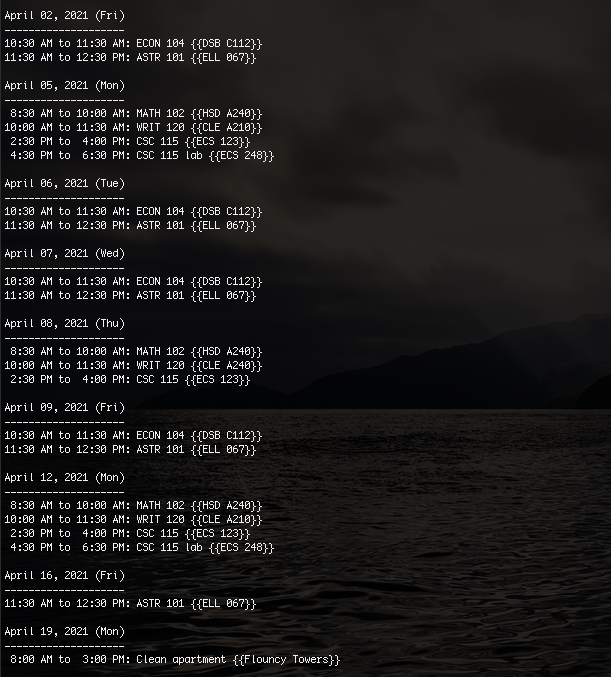 April 02, 2021 (Fri)
--------------------
10:30 AM to 11:30 AM: ECON 104 {{DSB C112}}
11:30 AM to 12:30 PM: ASTR 101 {{ELL 067}}

April 05, 2021 (Mon)
--------------------
 8:30 AM to 10:00 AM: MATH 102 {{HSD A240}}
10:00 AM to 11:30 AM: WRIT 120 {{CLE A210}}
 2:30 PM to  4:00 PM: CSC 115 {{ECS 123}}
 4:30 PM to  6:30 PM: CSC 115 lab {{ECS 248}}

April 06, 2021 (Tue)
--------------------
10:30 AM to 11:30 AM: ECON 104 {{DSB C112}}
11:30 AM to 12:30 PM: ASTR 101 {{ELL 067}}

April 07, 2021 (Wed)
--------------------
10:30 AM to 11:30 AM: ECON 104 {{DSB C112}}
11:30 AM to 12:30 PM: ASTR 101 {{ELL 067}}

April 08, 2021 (Thu)
--------------------
 8:30 AM to 10:00 AM: MATH 102 {{HSD A240}}
10:00 AM to 11:30 AM: WRIT 120 {{CLE A240}}
 2:30 PM to  4:00 PM: CSC 115 {{ECS 123}}

April 09, 2021 (Fri)
--------------------
10:30 AM to 11:30 AM: ECON 104 {{DSB C112}}
11:30 AM to 12:30 PM: ASTR 101 {{ELL 067}}

April 12, 2021 (Mon)
--------------------
 8:30 AM to 10:00 AM: MATH 102 {{HSD A240}}
10:00 AM to 11:30 AM: WRIT 120 {{CLE A210}}
 2:30 PM to  4:00 PM: CSC 115 {{ECS 123}}
 4:30 PM to  6:30 PM: CSC 115 lab {{ECS 248}}

April 16, 2021 (Fri)
--------------------
11:30 AM to 12:30 PM: ASTR 101 {{ELL 067}}

April 19, 2021 (Mon)
--------------------
 8:00 AM to  3:00 PM: Clean apartment {{Flouncy Towers}}